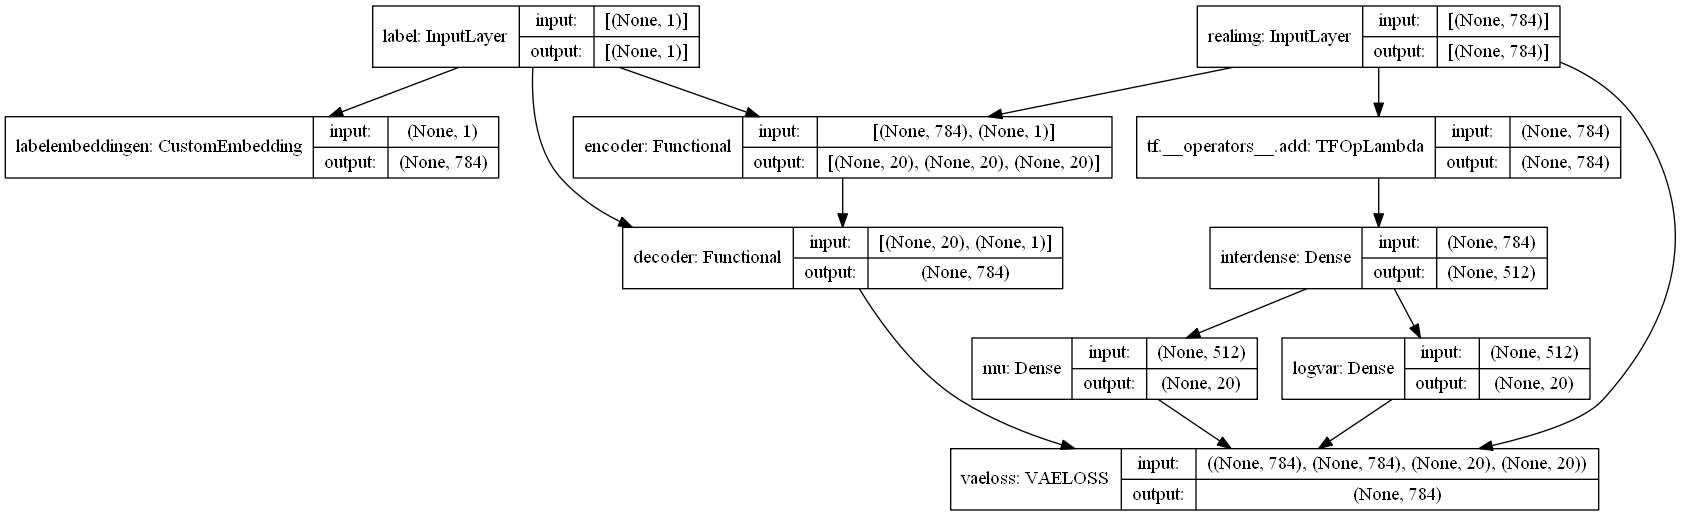 label: InputLayer
input: [(None, 1)]
output: [(None, 1)]
realimg: InputLayer
input: [(None, 784)]
output: [(None, 784)]
labelembeddingen: CustomEmbedding
input: (None, 1)
output: (None, 784)
encoder: Functional
input: [(None, 784), (None, 1)]
output: [(None, 20), (None, 20), (None, 20)]
tf.__operators__.add: TFOpLambda
input: (None, 784)
output: (None, 784)
decoder: Functional
input: [(None, 20), (None, 1)]
output: (None, 784)
interdense: Dense
input: (None, 784)
output: (None, 512)
mu: Dense
input: (None, 512)
output: (None, 20)
logvar: Dense
input: (None, 512)
output: (None, 20)
vaeloss: VAELOSS
input: ((None, 784), (None, 784), (None, 20), (None, 20))
output: (None, 784)